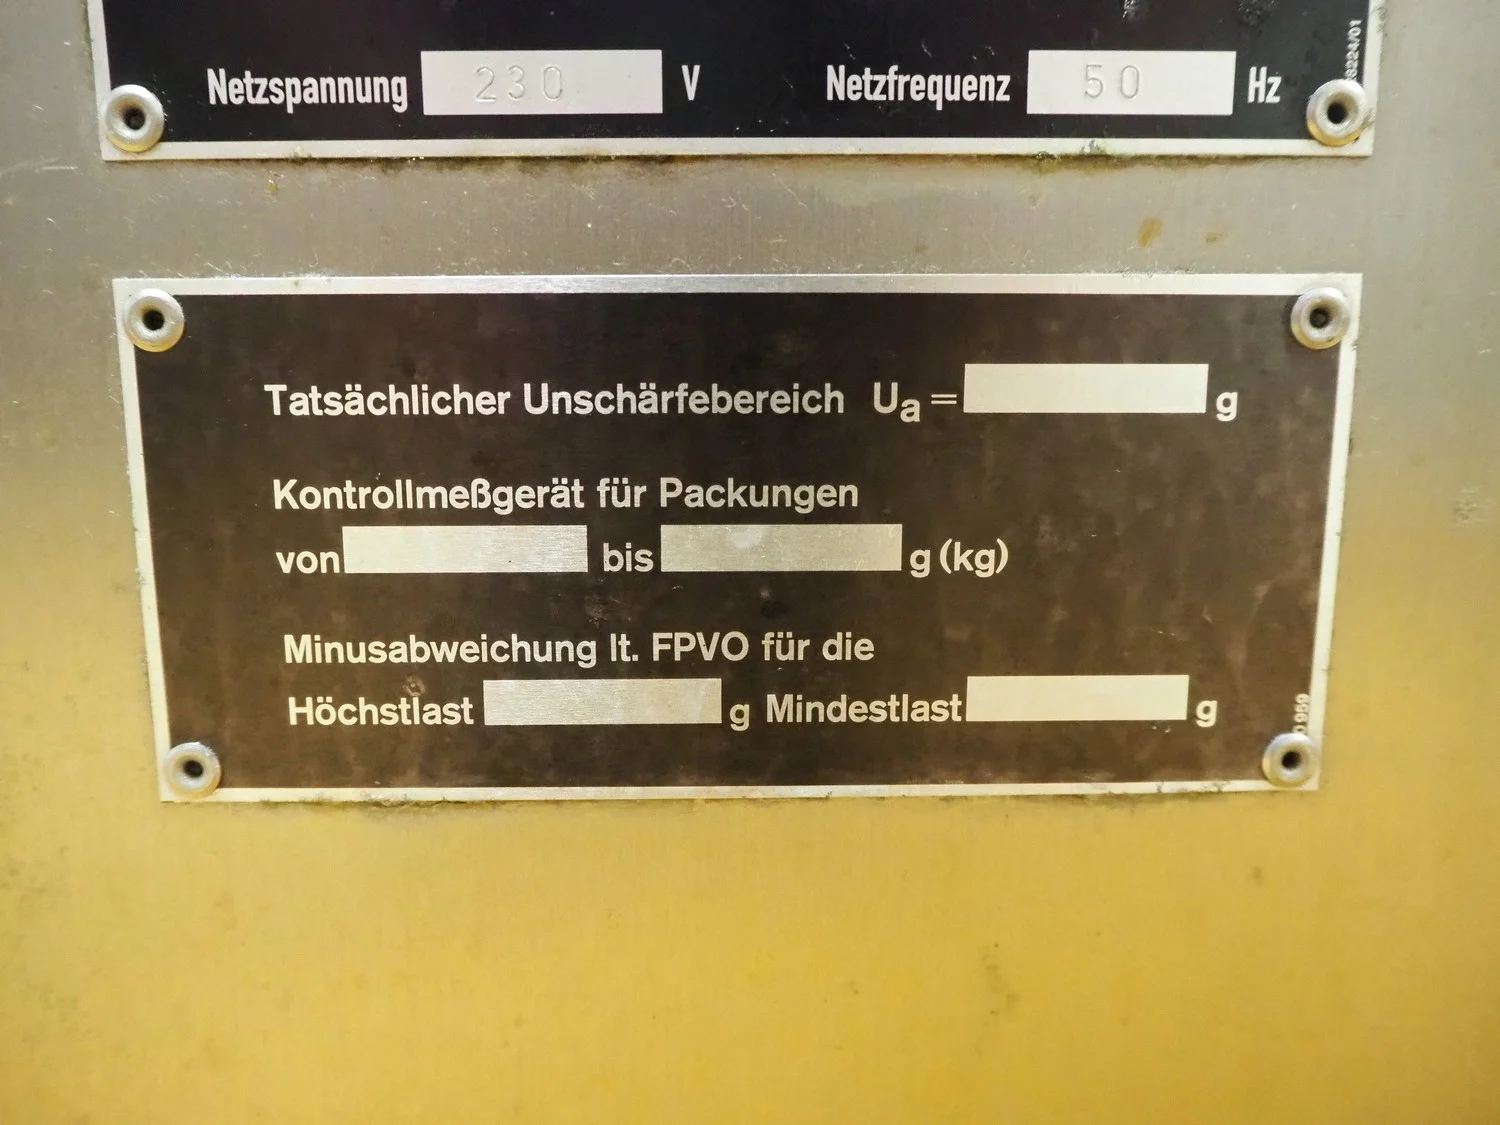 Netzspannung 230 V Netzfrequenz 50 Hz
Tatsächlicher Unschärfebereich Ua = g
Kontrollmeßgerät für Packungen
von bis g (kg)
Minusabweichung lt. FPVO für die
Höchstlast g Mindestlast g